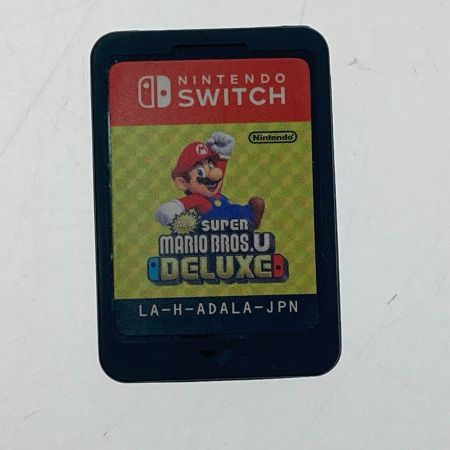 NINTENDO
SWITCH
Nintendo
New
SUPER
MARIO BROS.U
DELUXE
LA-H-ADALA-JPN